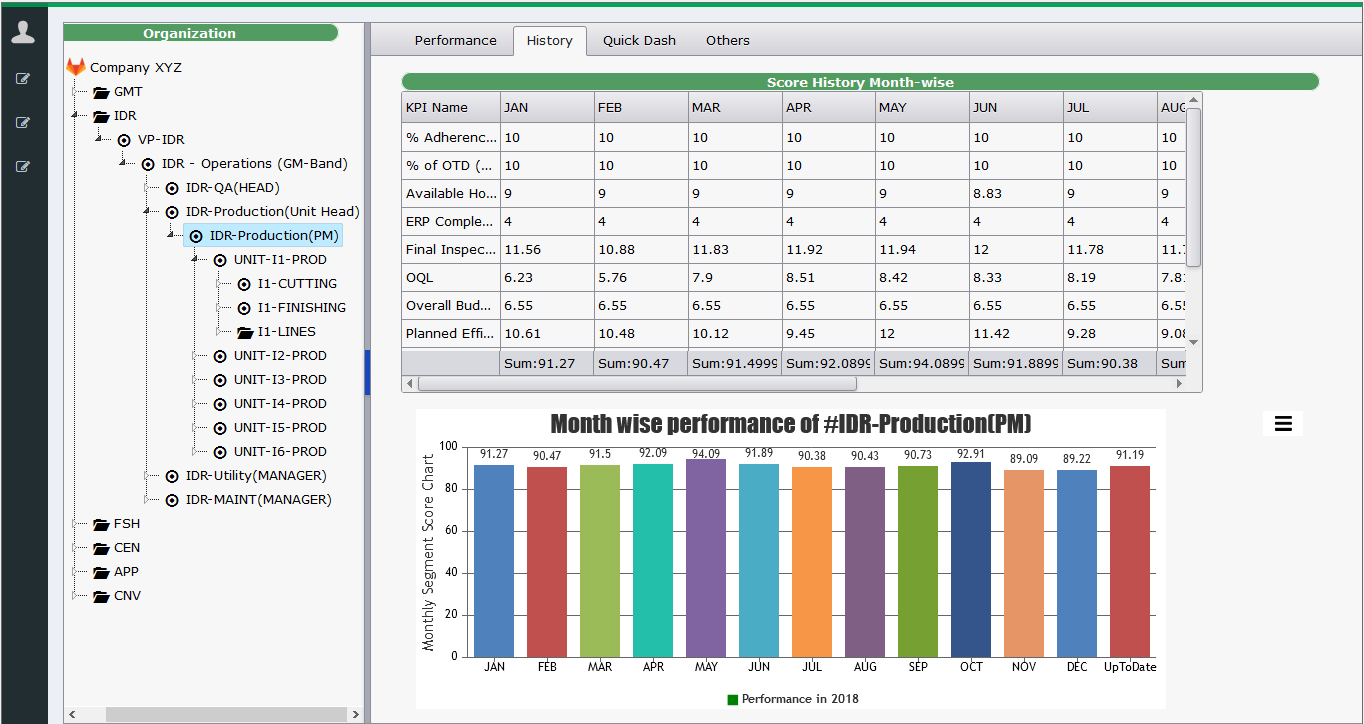 Organization
Company XYZ
GMT
IDR
VP-IDR
IDR - Operations (GM-Band)
IDR-QA(HEAD)
IDR-Production(Unit Head)
IDR-Production(PM)
UNIT-I1-PROD
I1-CUTTING
I1-FINISHING
I1-LINES
UNIT-I2-PROD
UNIT-I3-PROD
UNIT-I4-PROD
UNIT-I5-PROD
UNIT-I6-PROD
IDR-Utility(MANAGER)
IDR-MAINT(MANAGER)
FSH
CEN
APP
CNV
Performance History Quick Dash Others
Score History Month-wise
KPI Name JAN FEB MAR APR MAY JUN JUL AUG
% Adherenc... 10 10 10 10 10 10 10 10
% of OTD (... 10 10 10 10 10 10 10 10
Available Ho... 9 9 9 9 9 8.83 9 9
ERP Comple... 4 4 4 4 4 4 4 4
Final Inspec... 11.56 10.88 11.83 11.92 11.94 12 11.78 11.7
OQL 6.23 5.76 7.9 8.51 8.42 8.33 8.19 7.81
Overall Bud... 6.55 6.55 6.55 6.55 6.55 6.55 6.55 6.55
Planned Effi... 10.61 10.48 10.12 9.45 12 11.42 9.28 9.08
Sum:91.27 Sum:90.47 Sum:91.4999 Sum:92.0899 Sum:94.0899 Sum:91.8899 Sum:90.38 Sum
Month wise performance of #IDR-Production(PM)
Monthly Segment Score Chart
100
80
60
40
20
0
91.27 90.47 91.5 92.09 94.09 91.89 90.38 90.43 90.73 92.91 89.09 89.22 91.19
JAN FEB MAR APR MAY JUN JUL AUG SEP OCT NOV DEC UpToDate
Performance in 2018